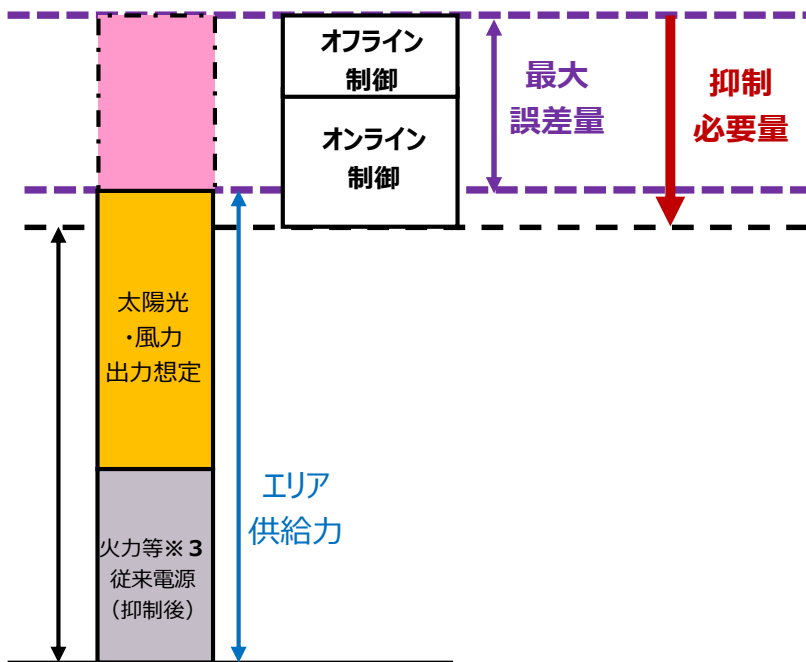 オフライン
制御
オンライン
制御
最大
誤差量
抑制
必要量
太陽光
・風力
出力想定
火力等※３
従来電源
（抑制後）
エリア
供給力